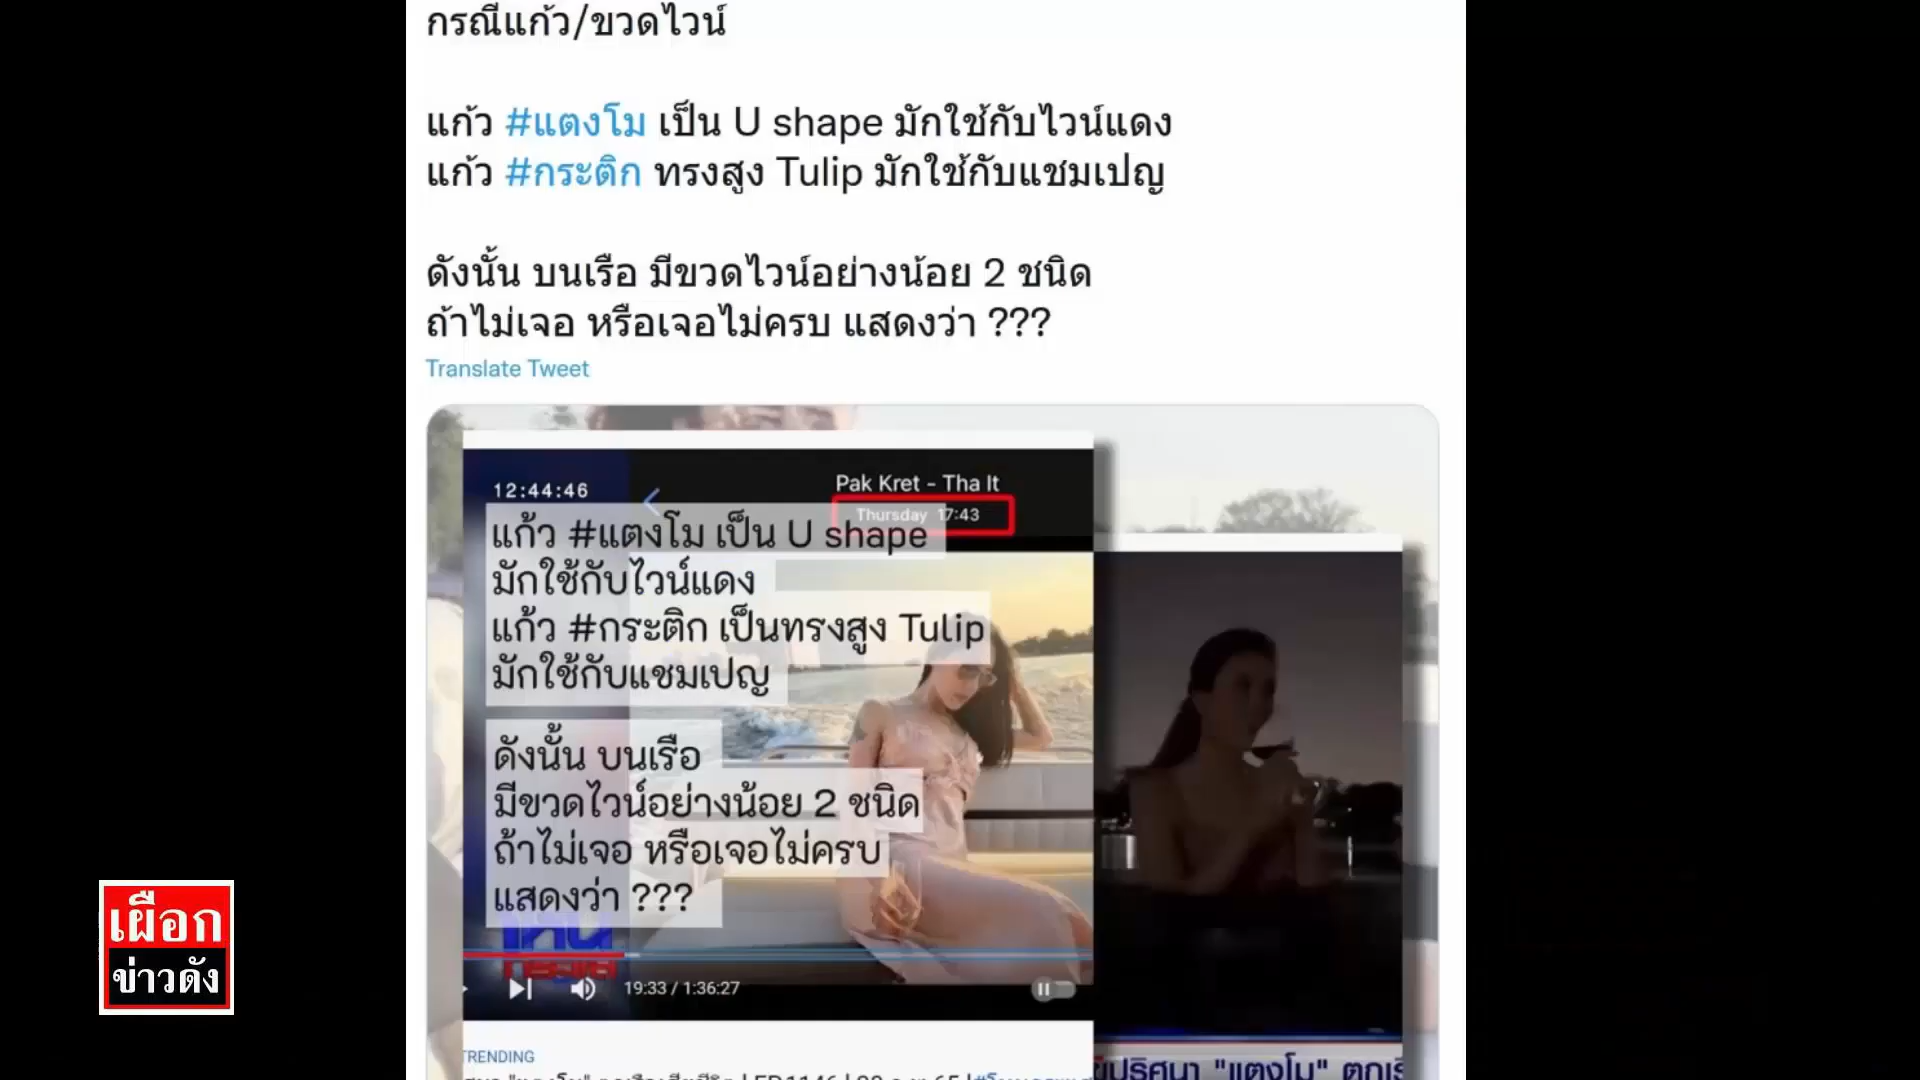 กรณีแก้ว/ขวดไวน์
แก้ว #แตงโม เป็น U shape มักใช้กับไวน์แดง
แก้ว #กระติก ทรงสูง Tulip มักใช้กับแชมเปญ
ดังนั้น บนเรือ มีขวดไวน์อย่างน้อย 2 ชนิด
ถ้าไม่เจอ หรือเจอไม่ครบ แสดงว่า ???
Translate Tweet
12:44:46
Pak Kret - Tha It
Thursday 17:43
แก้ว #แตงโม เป็น U shape
มักใช้กับไวน์แดง
แก้ว #กระติก เป็นทรงสูง Tulip
มักใช้กับแชมเปญ
ดังนั้น บนเรือ
มีขวดไวน์อย่างน้อย 2 ชนิด
ถ้าไม่เจอ หรือเจอไม่ครบ
แสดงว่า ???
19:33 / 1:36:27
TRENDING
"แตงโม"
เผือก
ข่าวดัง